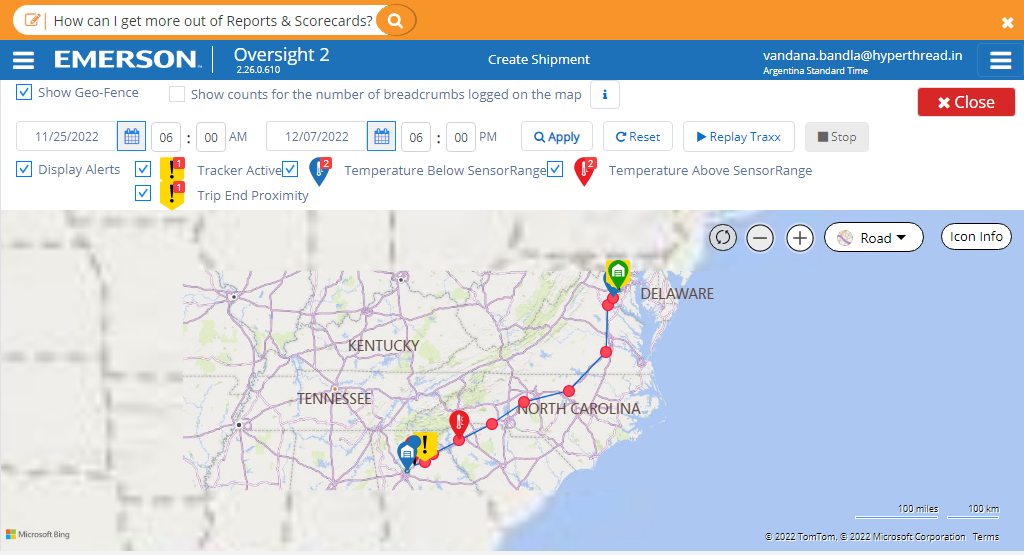 How can I get more out of Reports & Scorecards?
EMERSON™ Oversight 2
2.26.0.610
Create Shipment
vandana.bandla@hyperthread.in
Argentina Standard Time
Show Geo-Fence Show counts for the number of breadcrumbs logged on the map i
Close
11/25/2022 06 : 00 AM 12/07/2022 06 : 00 PM Apply Reset Replay Traxx Stop
Display Alerts 1 Tracker Active 2 Temperature Below SensorRange 2 Temperature Above SensorRange
1 Trip End Proximity
Road Icon Info
DELAWARE
KENTUCKY
TENNESSEE
NORTH CAROLINA
100 miles 100 km
Microsoft Bing
© 2022 TomTom, © 2022 Microsoft Corporation Terms